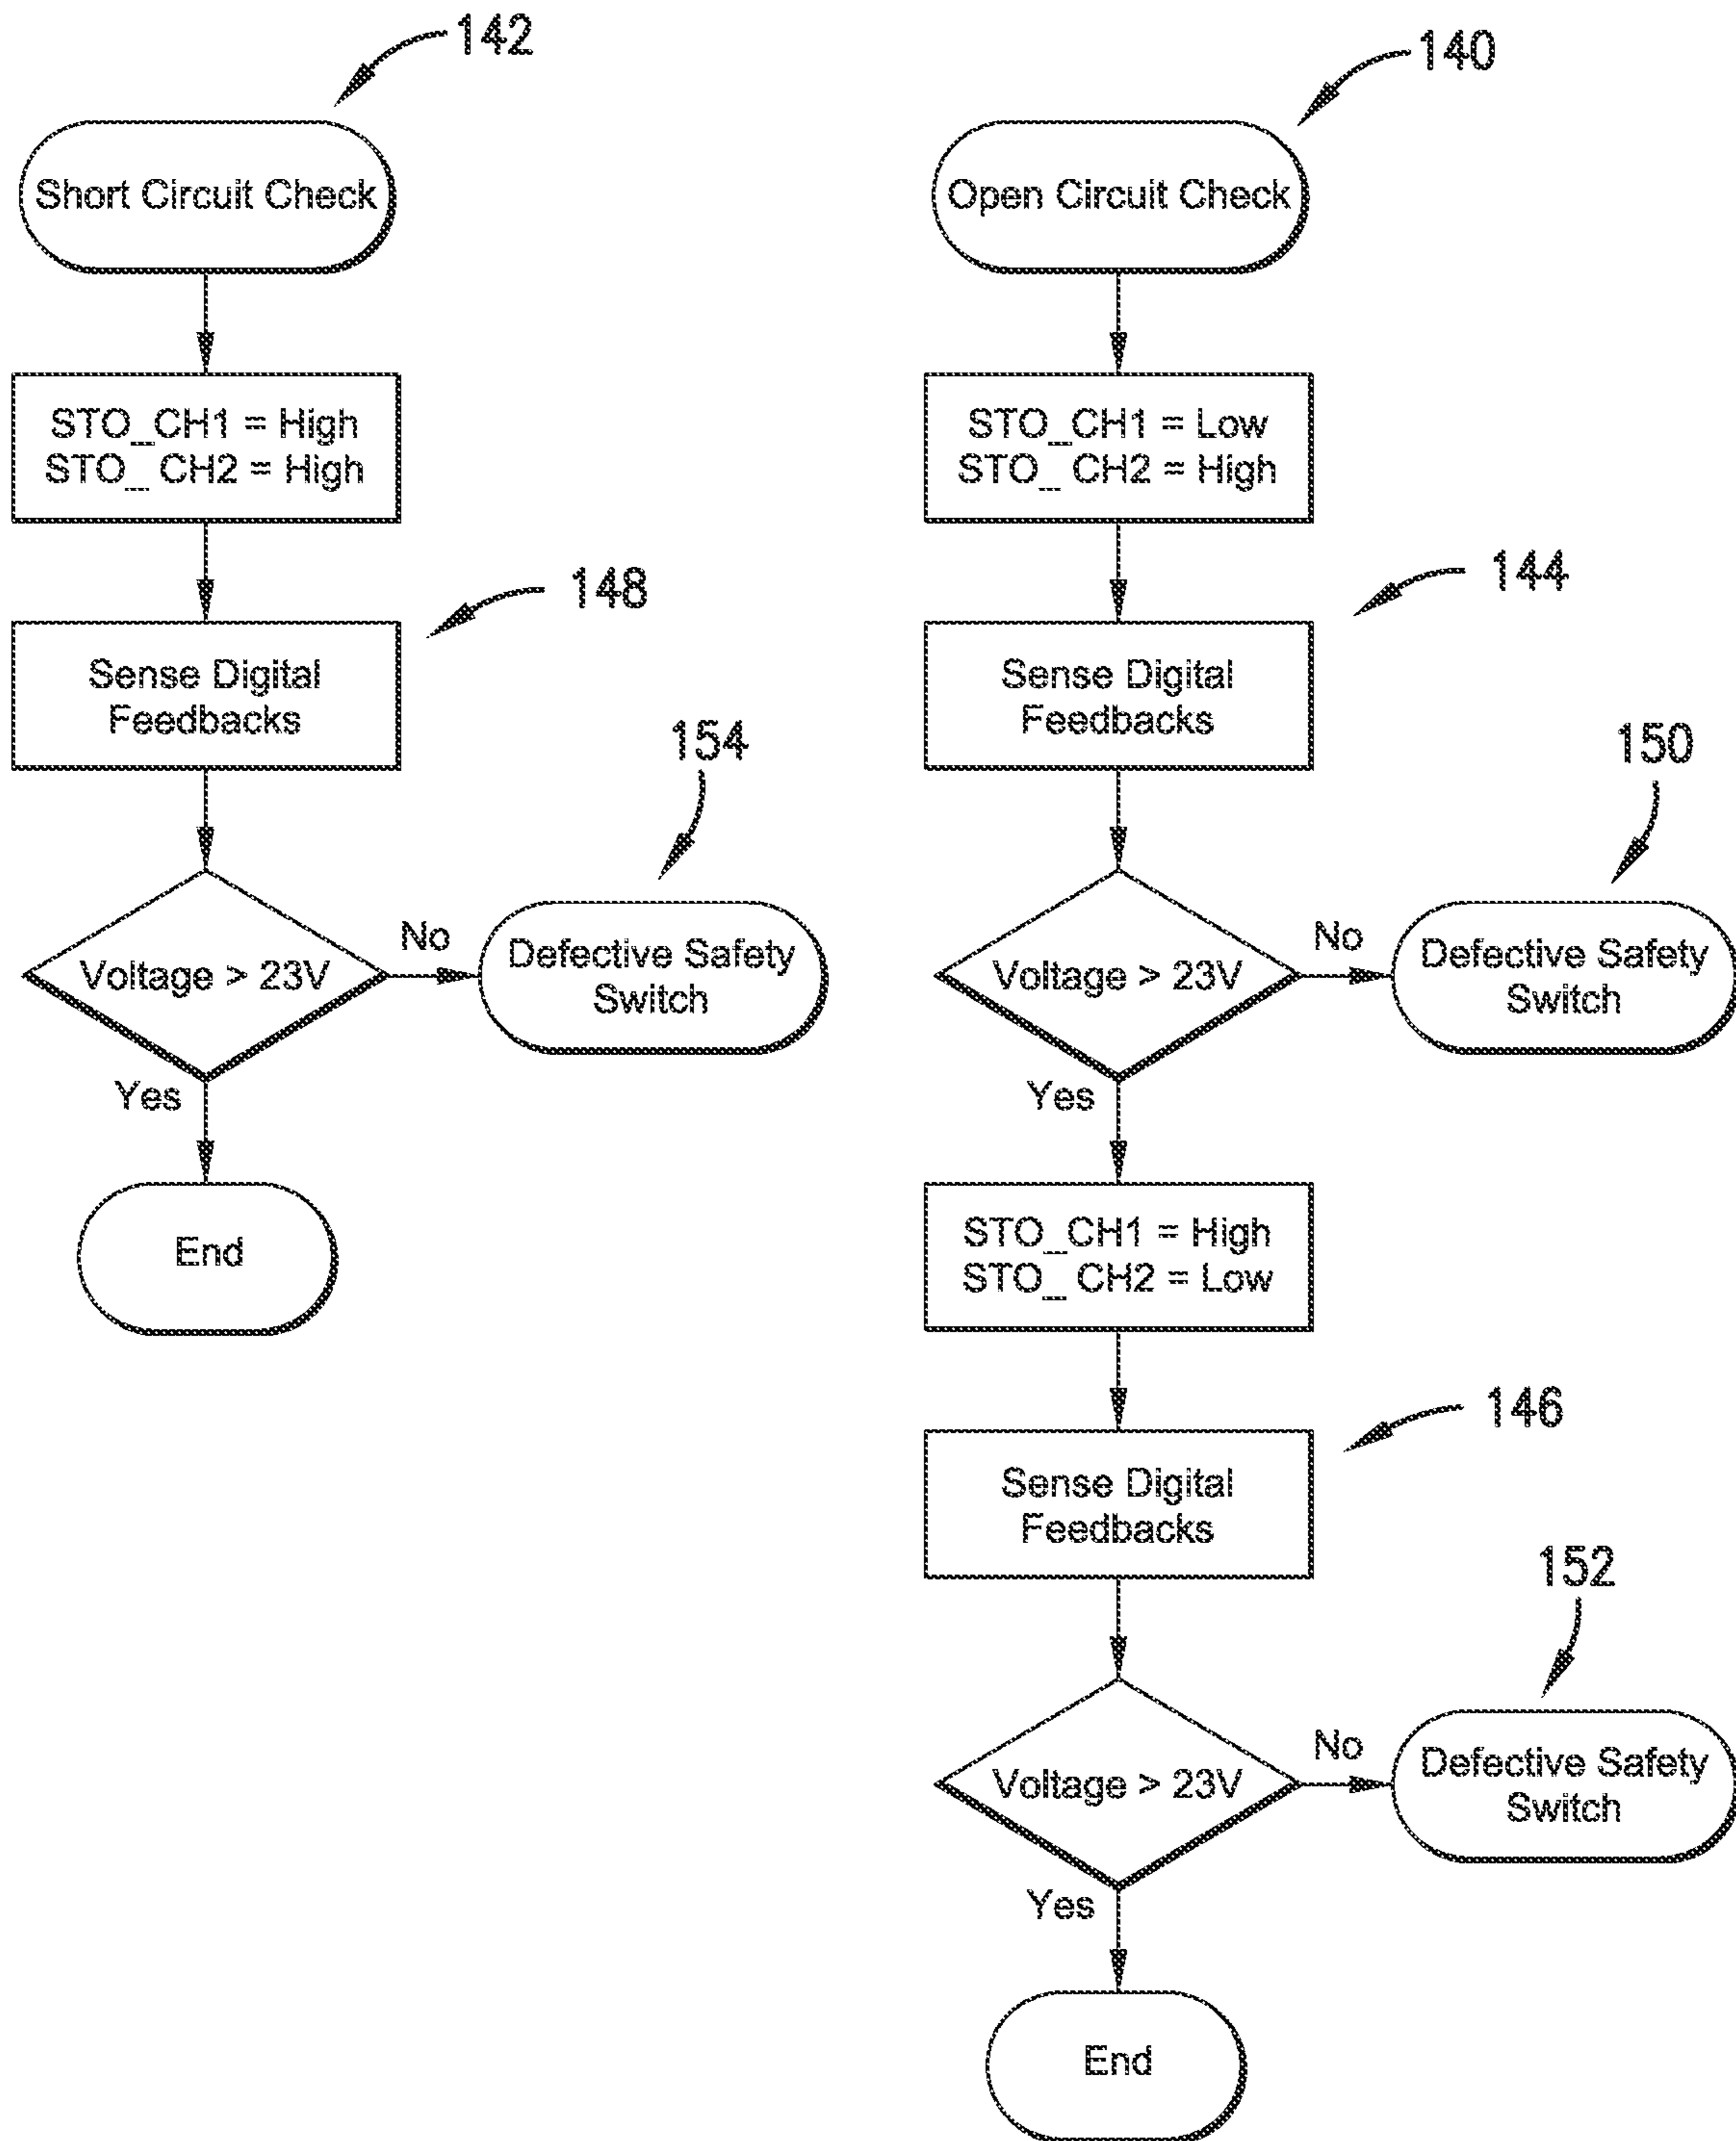 142
Short Circuit Check
STO_CH1 = High
STO_ CH2 = High
148
Sense Digital
Feedbacks
154
Voltage > 23V
No
Defective Safety
Switch
Yes
End
140
Open Circuit Check
STO_CH1 = Low
STO_ CH2 = High
144
Sense Digital
Feedbacks
150
Voltage > 23V
No
Defective Safety
Switch
Yes
STO_CH1 = High
STO_ CH2 = Low
146
Sense Digital
Feedbacks
152
Voltage > 23V
No
Defective Safety
Switch
Yes
End